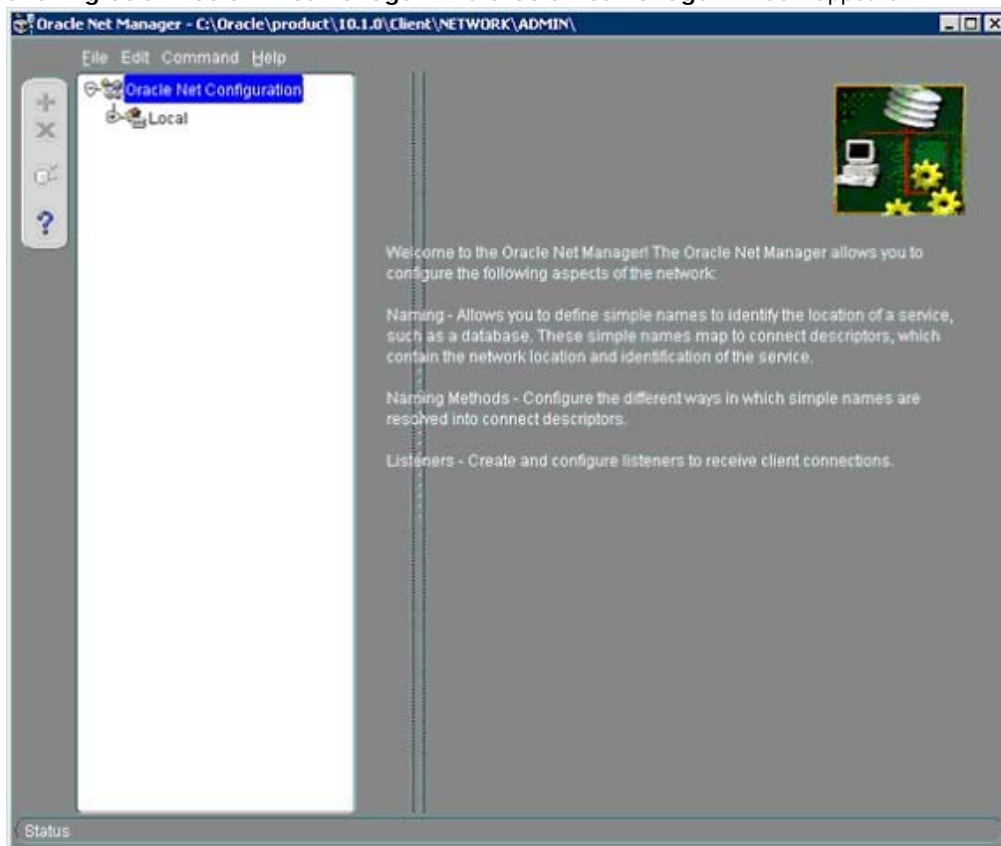 Oracle Net Manager - C:\Oracle\product\10.1.0\Client\NETWORK\ADMIN\
File Edit Command Help
Oracle Net Configuration
Local
Welcome to the Oracle Net Manager! The Oracle Net Manager allows you to
configure the following aspects of the network:
Naming - Allows you to define simple names to identify the location of a service,
such as a database. These simple names map to connect descriptors, which
contain the network location and identification of the service.
Naming Methods - Configure the different ways in which simple names are
resolved into connect descriptors.
Listeners - Create and configure listeners to receive client connections.
Status